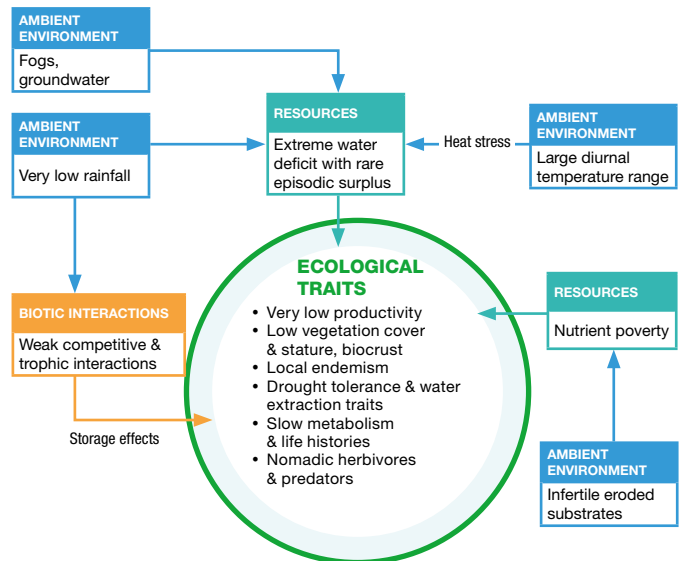 AMBIENT
ENVIRONMENT
Fogs,
groundwater
AMBIENT
ENVIRONMENT
Very low rainfall
RESOURCES
Extreme water
deficit with rare
episodic surplus
Heat stress
AMBIENT
ENVIRONMENT
Large diurnal
temperature range
BIOTIC INTERACTIONS
Weak competitive &
trophic interactions
Storage effects
ECOLOGICAL
TRAITS
• Very low productivity
• Low vegetation cover
& stature, biocrust
• Local endemism
• Drought tolerance & water
extraction traits
• Slow metabolism
& life histories
• Nomadic herbivores
& predators
RESOURCES
Nutrient poverty
AMBIENT
ENVIRONMENT
Infertile eroded
substrates